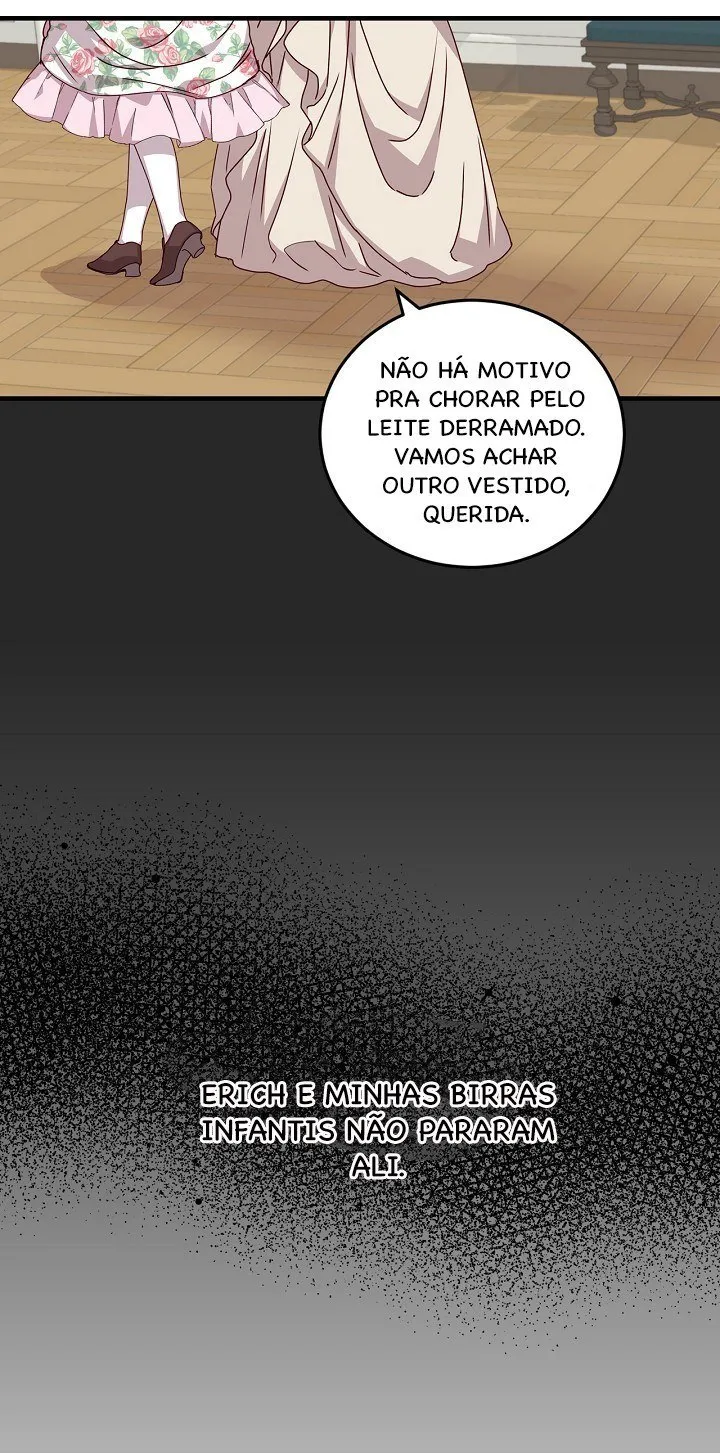 NÃO HÁ MOTIVO
PRA CHORAR PELO
LEITE DERRAMADO.
VAMOS ACHAR
OUTRO VESTIDO,
QUERIDA.
ERICH E MINHAS BIRRAS
INFANTIS NÃO PARARAM
ALI.